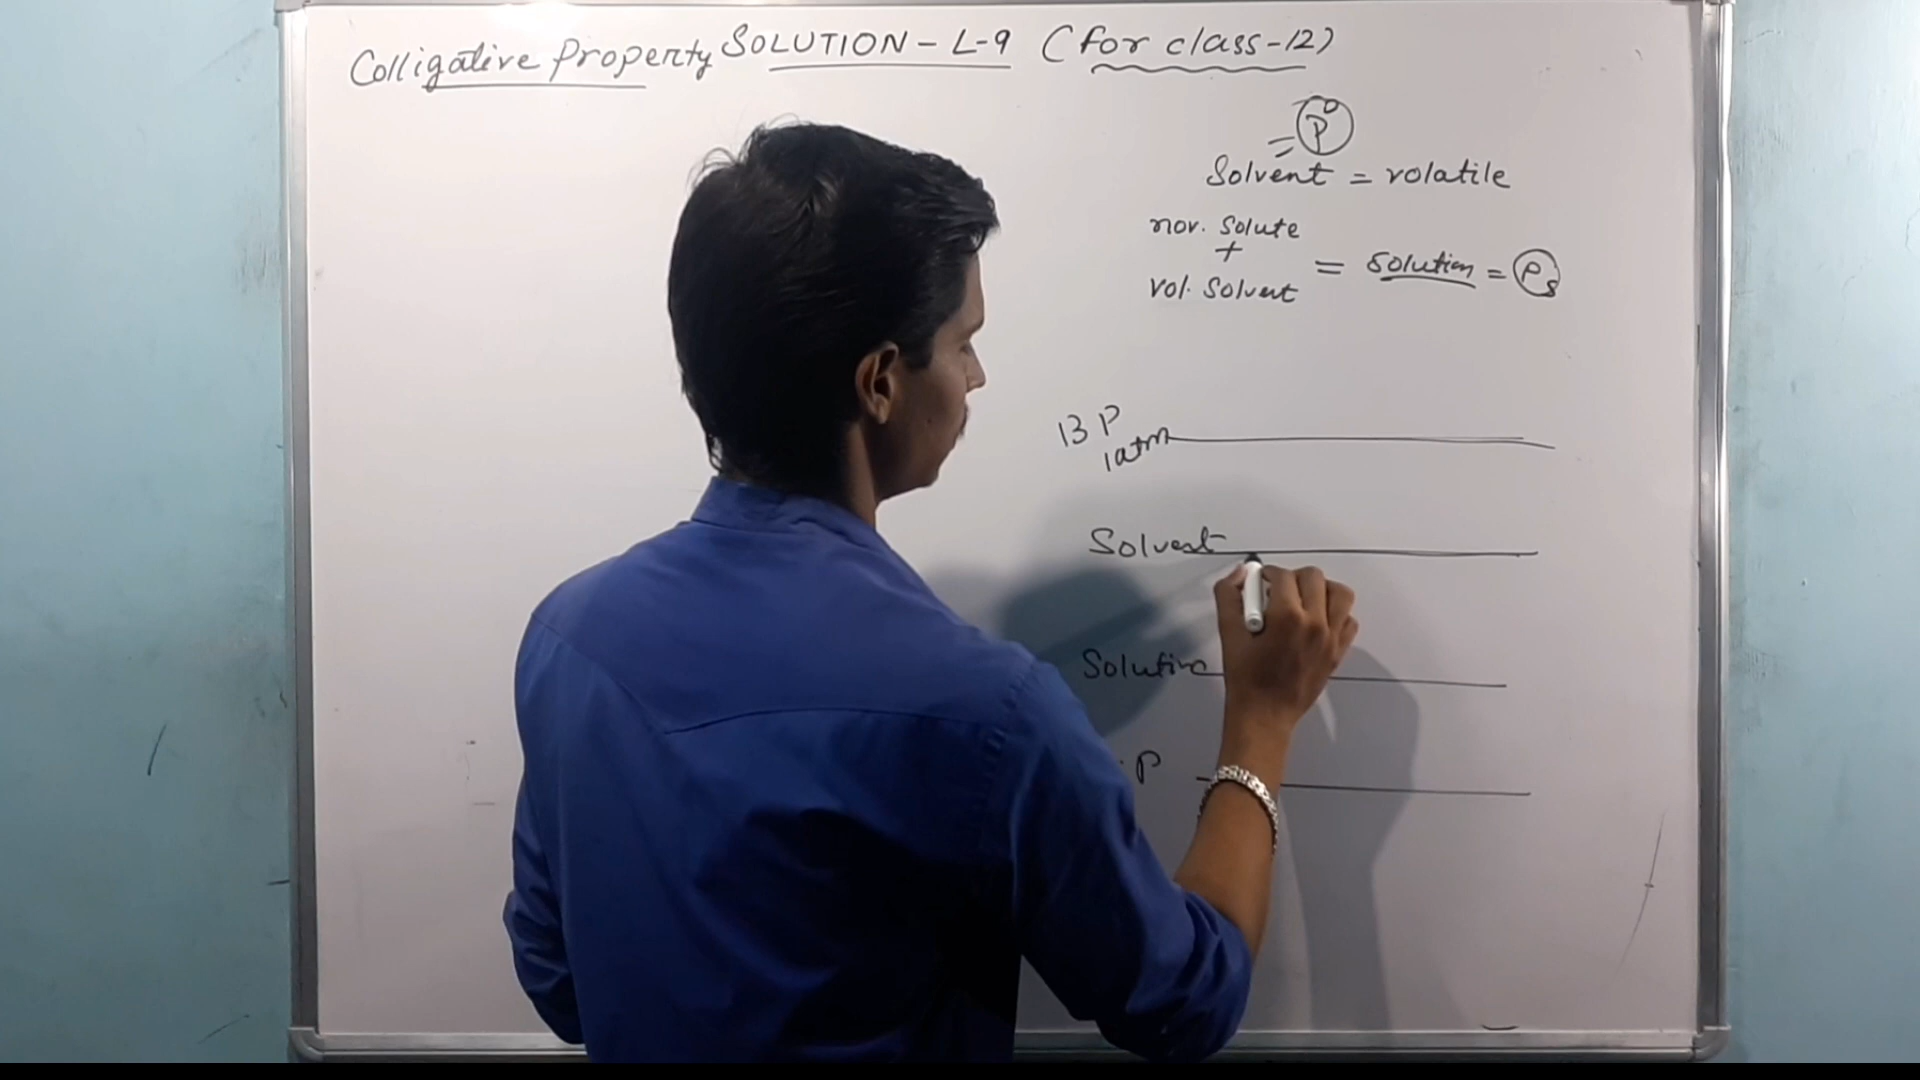 Colligative Property SOLUTION - L-9 (for class-12)
P°
Solvent = volatile
nov. Solute
+
vol. Solvent
= Solution = Ps
B P
1atm
Solvent
Solution
.P